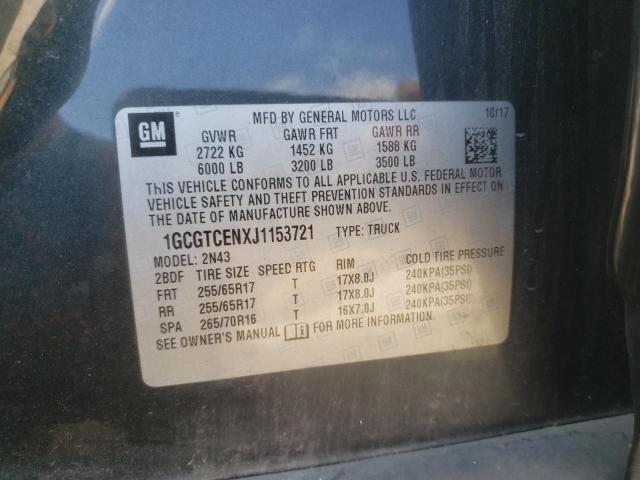 GM
MFD BY GENERAL MOTORS LLC 10/17
GVWR GAWR FRT GAWR RR
2722 KG 1452 KG 1588 KG
6000 LB 3200 LB 3500 LB
THIS VEHICLE CONFORMS TO ALL APPLICABLE U.S. FEDERAL MOTOR
VEHICLE SAFETY AND THEFT PREVENTION STANDARDS IN EFFECT ON
THE DATE OF MANUFACTURE SHOWN ABOVE.
1GCGTCENXJ1153721 TYPE: TRUCK
MODEL: 2N43
2BDF TIRE SIZE SPEED RTG RIM COLD TIRE PRESSURE
FRT 255/65R17 T 17X8.0J 240KPA(35PSI)
RR 255/65R17 T 17X8.0J 240KPA(35PSI)
SPA 265/70R16 T 16X7.0J 240KPA(35PSI)
SEE OWNER'S MANUAL FOR MORE INFORMATION.